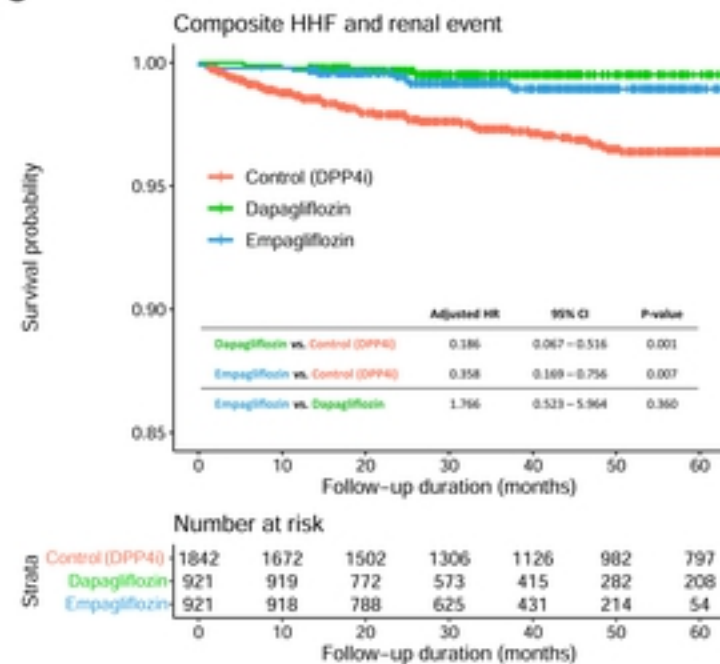 Composite HHF and renal event
Survival probability
1.00
0.95
0.90
0.85
Control (DPP4i)
Dapagliflozin
Empagliflozin
Adjusted HR 95% CI P-value
Dapagliflozin vs. Control (DPP4i) 0.186 0.067 – 0.516 0.001
Empagliflozin vs. Control (DPP4i) 0.358 0.169 – 0.756 0.007
Empagliflozin vs. Dapagliflozin 1.766 0.523 – 5.964 0.360
0 10 20 30 40 50 60
Follow-up duration (months)
Number at risk
Strata
Control (DPP4i) 1842 1672 1502 1306 1126 982 797
Dapagliflozin 921 919 772 573 415 282 208
Empagliflozin 921 918 788 625 431 214 54
0 10 20 30 40 50 60
Follow-up duration (months)